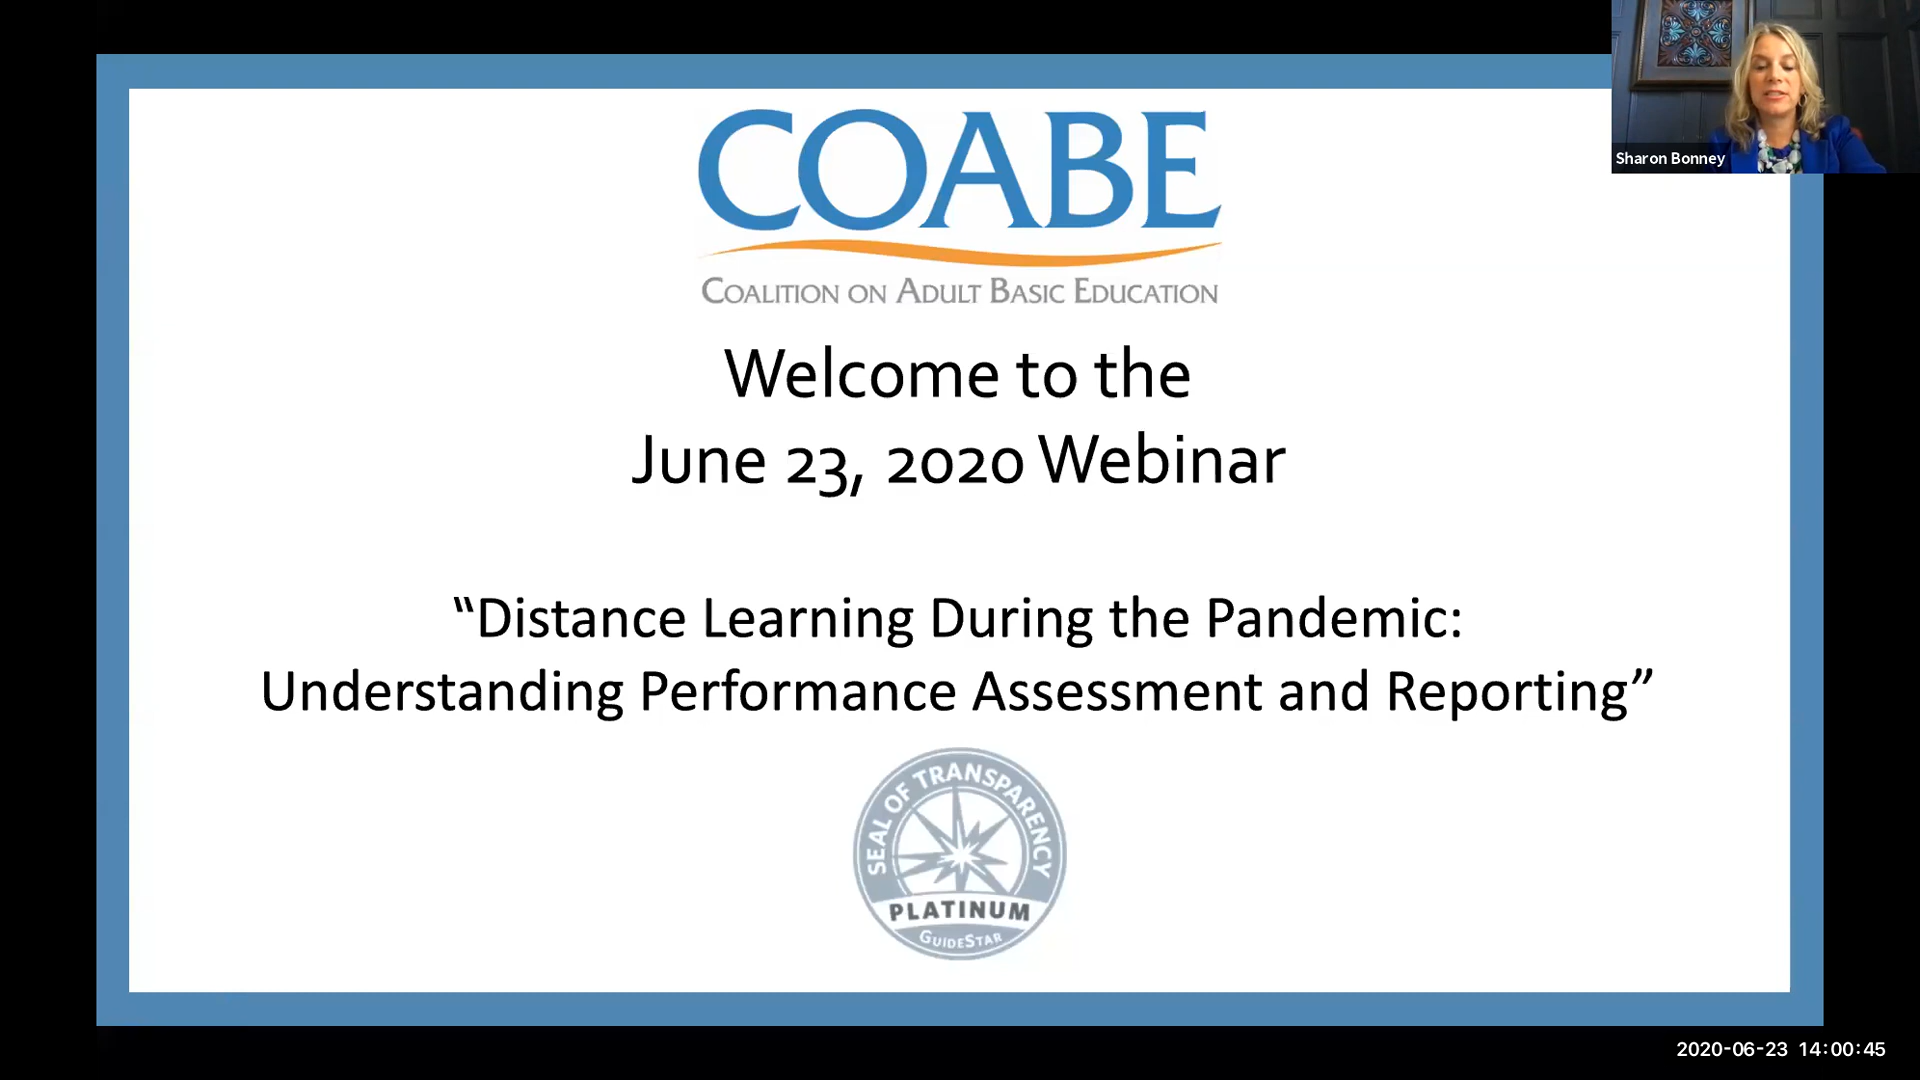 COABE
COALITION ON ADULT BASIC EDUCATION
Sharon Bonney
Welcome to the
June 23, 2020 Webinar
“Distance Learning During the Pandemic:
Understanding Performance Assessment and Reporting”
SEAL OF TRANSPARENCY
PLATINUM
GUIDESTAR
2020-06-23 14:00:45